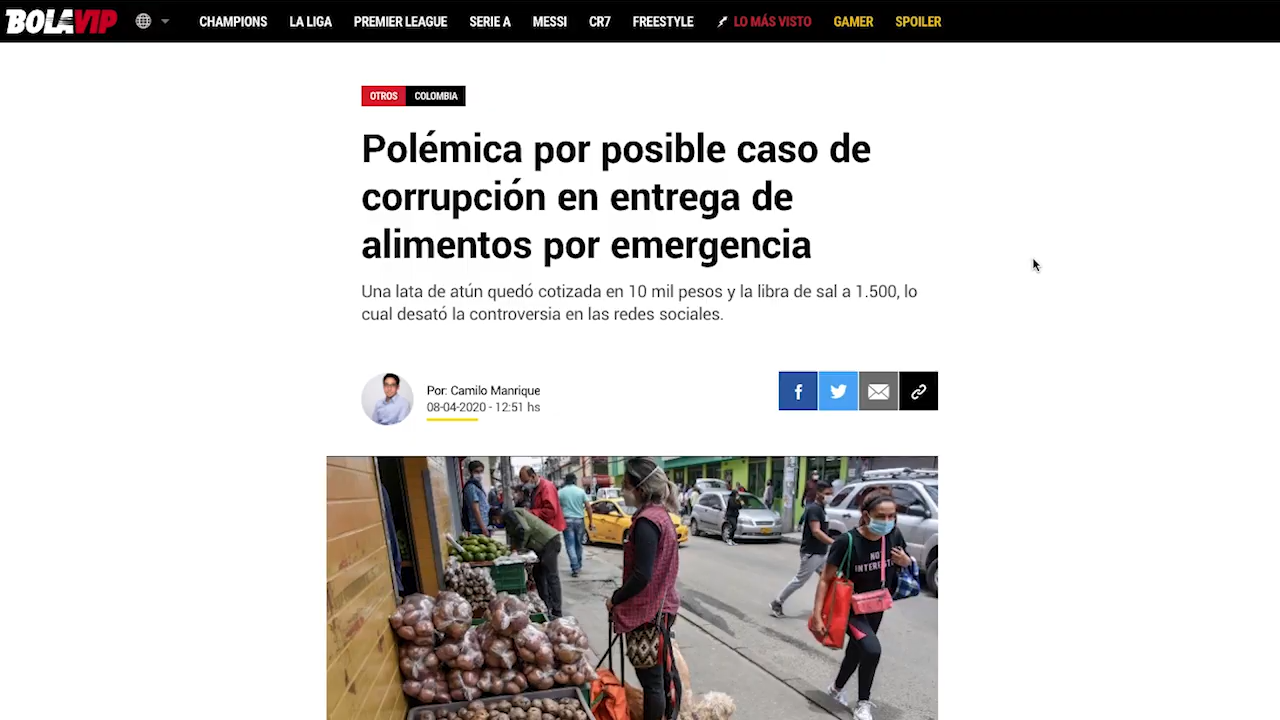 BOLAVIP
CHAMPIONS LA LIGA PREMIER LEAGUE SERIE A MESSI CR7 FREESTYLE LO MÁS VISTO GAMER SPOILER
OTROS COLOMBIA
Polémica por posible caso de
corrupción en entrega de
alimentos por emergencia
Una lata de atún quedó cotizada en 10 mil pesos y la libra de sal a 1.500, lo
cual desató la controversia en las redes sociales.
Por: Camilo Manrique
08-04-2020 - 12:51 hs
NOT
INTERESTED